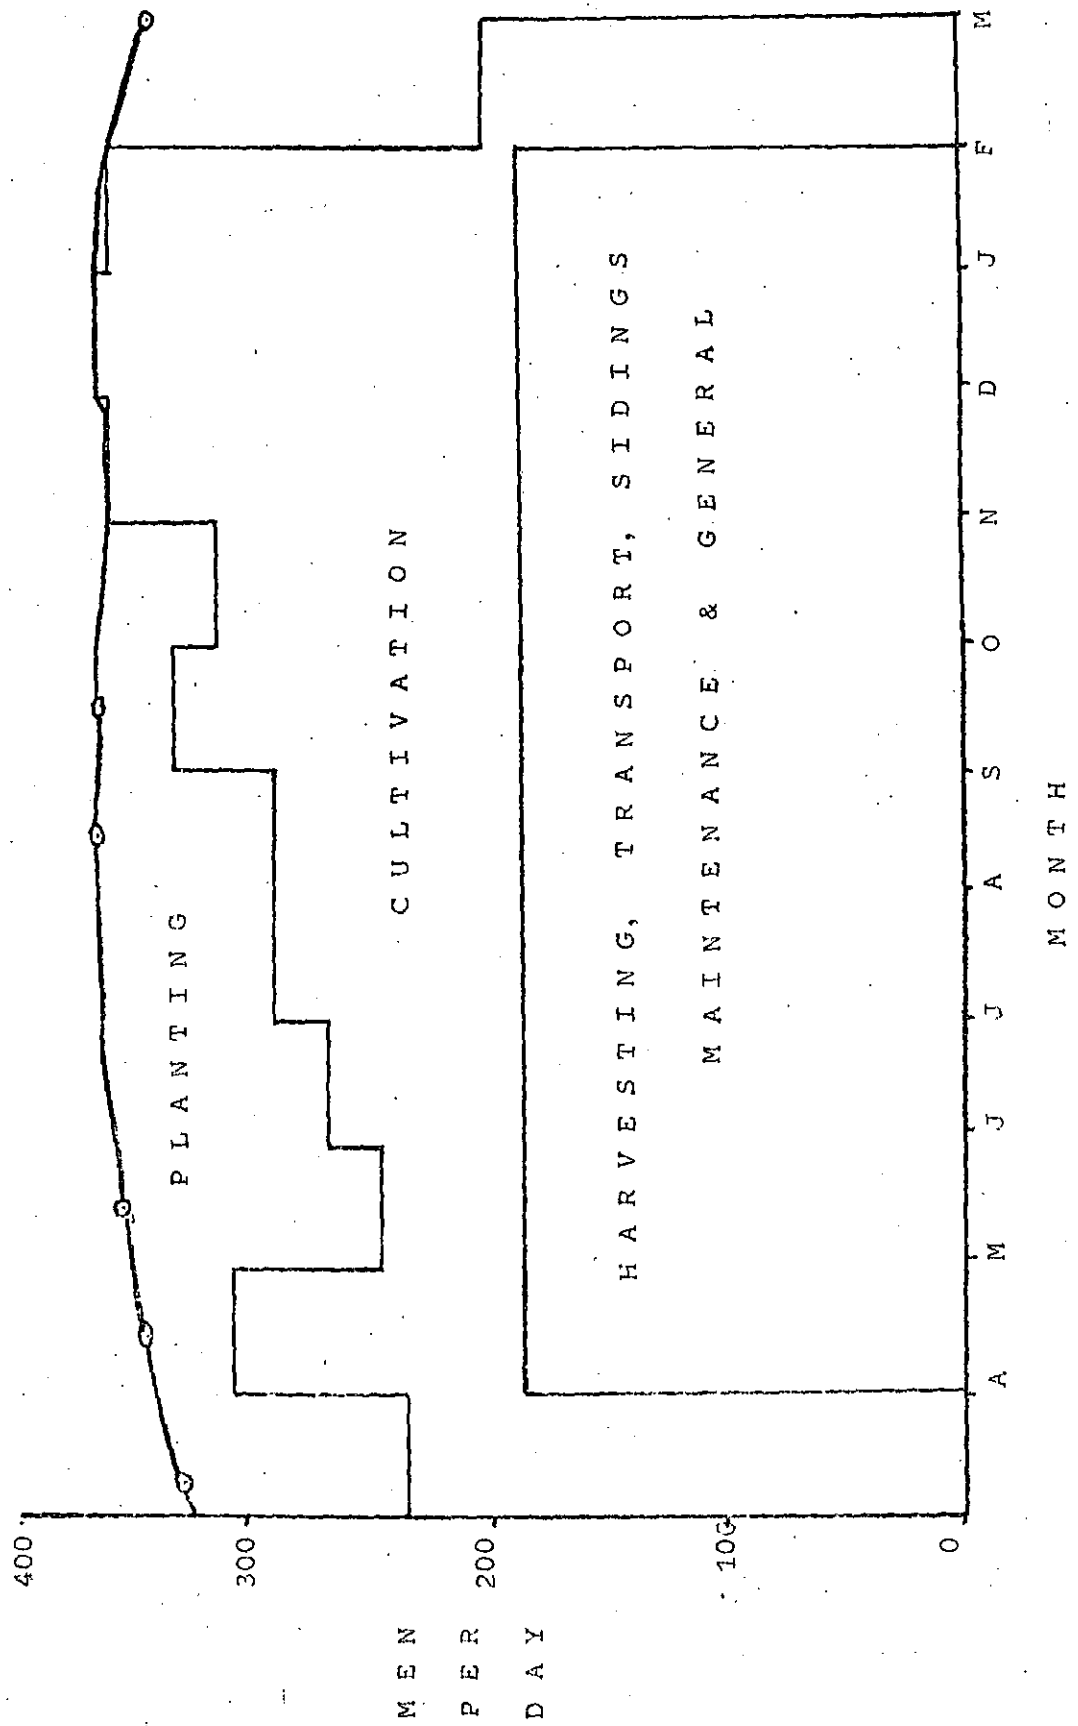 400
300
200
100
0
MEN
PER
DAY
PLANTING
CULTIVATION
HARVESTING, TRANSPORT, SIDINGS
MAINTENANCE & GENERAL
A M J J A S O N D J F M
MONTH